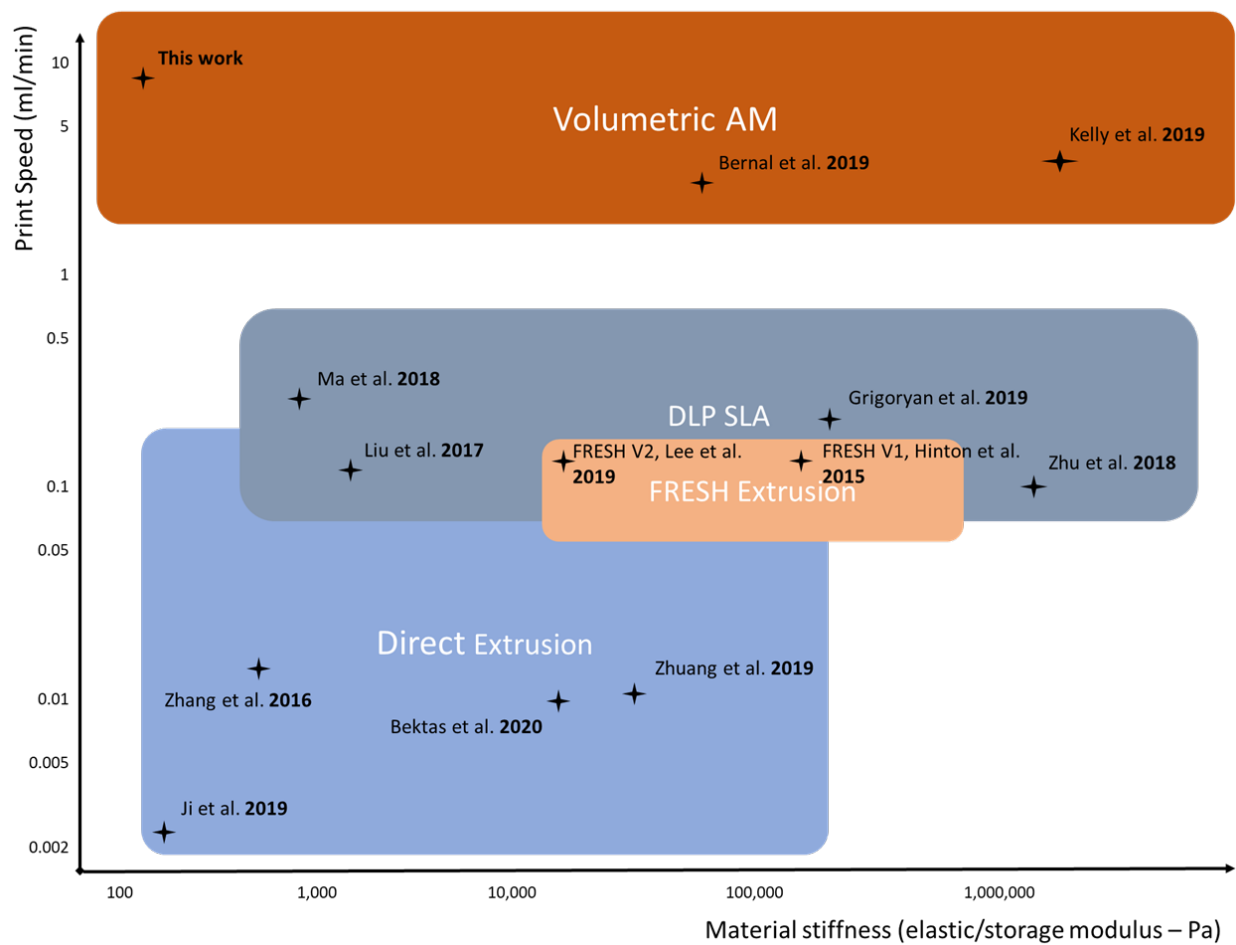 Print Speed (ml/min)
10
5
1
0.5
0.1
0.05
0.01
0.005
0.002
This work
Volumetric AM
Kelly et al. 2019
Bernal et al. 2019
Ma et al. 2018
Grigoryan et al. 2019
DLP SLA
Liu et al. 2017
FRESH V2, Lee et al.
2019
FRESH V1, Hinton et al.
2015
Zhu et al. 2018
FRESH Extrusion
Direct Extrusion
Zhuang et al. 2019
Zhang et al. 2016
Bektas et al. 2020
Ji et al. 2019
100
1,000
10,000
100,000
1,000,000
Material stiffness (elastic/storage modulus – Pa)